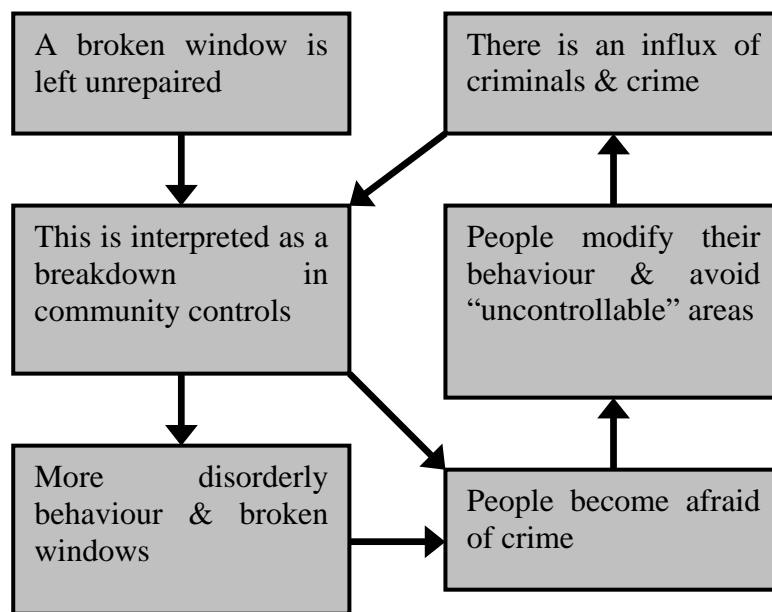 A broken window is
left unrepaired
There is an influx of
criminals & crime
This is interpreted as a
breakdown in
community controls
People modify their
behaviour & avoid
“uncontrollable” areas
More disorderly
behaviour & broken
windows
People become afraid
of crime